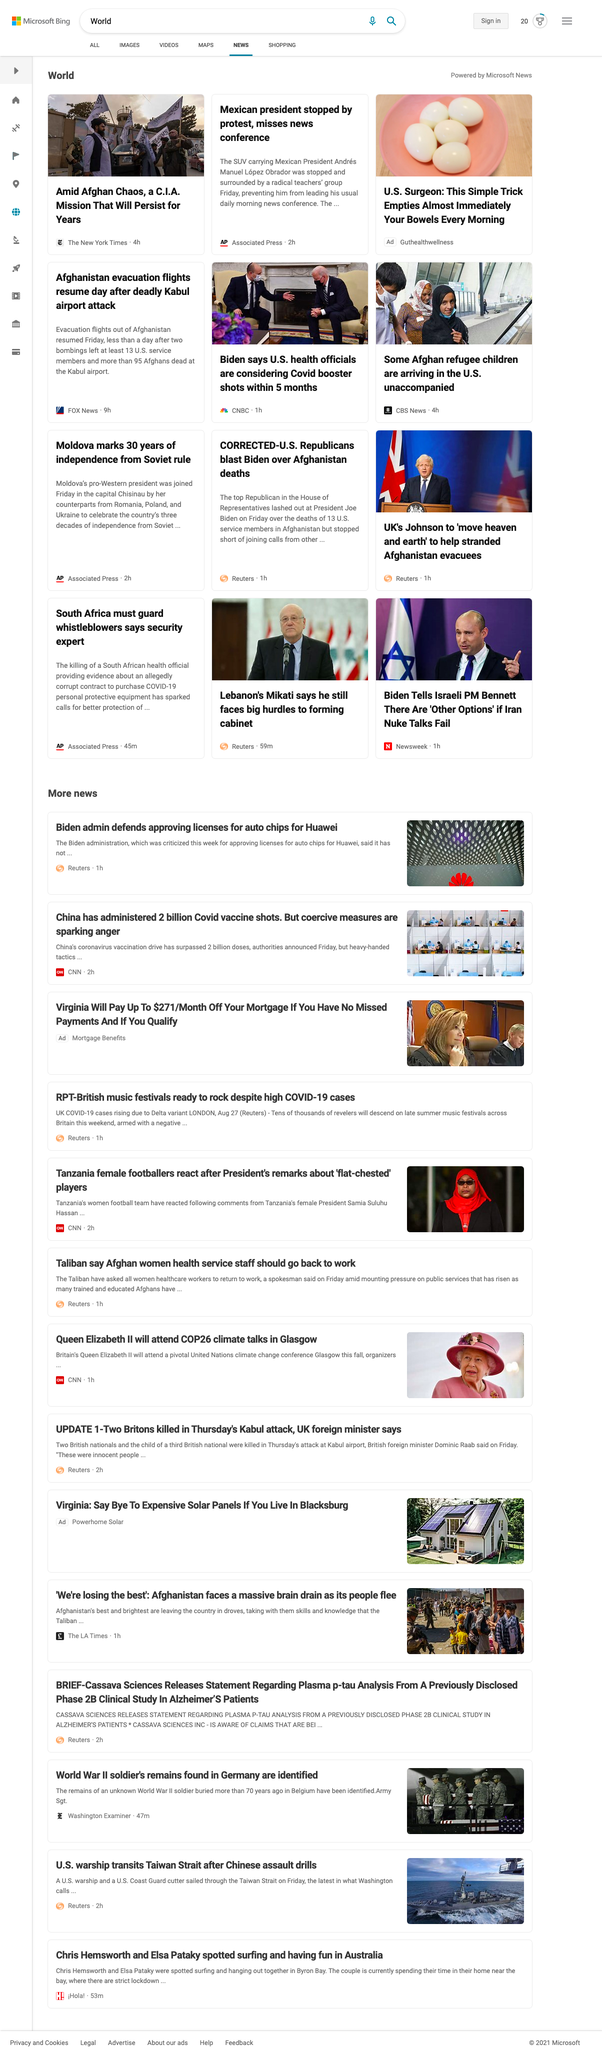 Microsoft Bing
World
Sign in
20
ALL
IMAGES
VIDEOS
MAPS
NEWS
SHOPPING
World
Powered by Microsoft News
Amid Afghan Chaos, a C.I.A.
Mission That Will Persist for
Years
The New York Times · 4h
Mexican president stopped by
protest, misses news
conference
The SUV carrying Mexican President Andrés
Manuel López Obrador was stopped and
surrounded by a radical teachers' group
Friday, preventing him from leading his usual
daily morning news conference. The ...
AP Associated Press · 2h
U.S. Surgeon: This Simple Trick
Empties Almost Immediately
Your Bowels Every Morning
Ad Guthealthwellness
Afghanistan evacuation flights
resume day after deadly Kabul
airport attack
Evacuation flights out of Afghanistan
resumed Friday, less than a day after two
bombings left at least 13 U.S. service
members and more than 95 Afghans dead at
the Kabul airport.
FOX News · 9h
Biden says U.S. health officials
are considering Covid booster
shots within 5 months
CNBC · 1h
Some Afghan refugee children
are arriving in the U.S.
unaccompanied
CBS News · 4h
Moldova marks 30 years of
independence from Soviet rule
Moldova's pro-Western president was joined
Friday in the capital Chisinau by her
counterparts from Romania, Poland, and
Ukraine to celebrate the country's three
decades of independence from Soviet ...
AP Associated Press · 2h
CORRECTED-U.S. Republicans
blast Biden over Afghanistan
deaths
The top Republican in the House of
Representatives lashed out at President Joe
Biden on Friday over the deaths of 13 U.S.
service members in Afghanistan but stopped
short of joining calls from other ...
Reuters · 1h
UK's Johnson to 'move heaven
and earth' to help stranded
Afghanistan evacuees
Reuters · 1h
South Africa must guard
whistleblowers says security
expert
The killing of a South African health official
providing evidence about an allegedly
corrupt contract to purchase COVID-19
personal protective equipment has sparked
calls for better protection of ...
AP Associated Press · 45m
Lebanon's Mikati says he still
faces big hurdles to forming
cabinet
Reuters · 59m
Biden Tells Israeli PM Bennett
There Are 'Other Options' if Iran
Nuke Talks Fail
N Newsweek · 1h
More news
Biden admin defends approving licenses for auto chips for Huawei
The Biden administration, which was criticized this week for approving licenses for auto chips for Huawei, said it has
not ...
Reuters · 1h
China has administered 2 billion Covid vaccine shots. But coercive measures are
sparking anger
China's coronavirus vaccination drive has surpassed 2 billion doses, authorities announced Friday, but heavy-handed
tactics ...
CNN CNN · 2h
Virginia Will Pay Up To $271/Month Off Your Mortgage If You Have No Missed
Payments And If You Qualify
Ad Mortgage Benefits
RPT-British music festivals ready to rock despite high COVID-19 cases
UK COVID-19 cases rising due to Delta variant LONDON, Aug 27 (Reuters) - Tens of thousands of revelers will descend on late summer music festivals across
Britain this weekend, armed with a negative ...
Reuters · 1h
Tanzania female footballers react after President's remarks about 'flat-chested'
players
Tanzania's women football team have reacted following comments from Tanzania's female President Samia Suluhu
Hassan ...
CNN CNN · 2h
Taliban say Afghan women health service staff should go back to work
The Taliban have asked all women healthcare workers to return to work, a spokesman said on Friday amid mounting pressure on public services that has risen as
many trained and educated Afghans have ...
Reuters · 1h
Queen Elizabeth II will attend COP26 climate talks in Glasgow
Britain's Queen Elizabeth II will attend a pivotal United Nations climate change conference Glasgow this fall, organizers
...
CNN CNN · 1h
UPDATE 1-Two Britons killed in Thursday's Kabul attack, UK foreign minister says
Two British nationals and the child of a third British national were killed in Thursday's attack at Kabul airport, British foreign minister Dominic Raab said on Friday.
"These were innocent people ...
Reuters · 2h
Virginia: Say Bye To Expensive Solar Panels If You Live In Blacksburg
Ad Powerhome Solar
'We're losing the best': Afghanistan faces a massive brain drain as its people flee
Afghanistan's best and brightest are leaving the country in droves, taking with them skills and knowledge that the
Taliban ...
The LA Times · 1h
BRIEF-Cassava Sciences Releases Statement Regarding Plasma p-tau Analysis From A Previously Disclosed
Phase 2B Clinical Study In Alzheimer'S Patients
CASSAVA SCIENCES RELEASES STATEMENT REGARDING PLASMA P-TAU ANALYSIS FROM A PREVIOUSLY DISCLOSED PHASE 2B CLINICAL STUDY IN
ALZHEIMER'S PATIENTS * CASSAVA SCIENCES INC - IS AWARE OF CLAIMS THAT ARE BEI ...
Reuters · 2h
World War II soldier's remains found in Germany are identified
The remains of an unknown World War II soldier buried more than 70 years ago in Belgium have been identified.Army
Sgt.
Washington Examiner · 47m
U.S. warship transits Taiwan Strait after Chinese assault drills
A U.S. warship and a U.S. Coast Guard cutter sailed through the Taiwan Strait on Friday, the latest in what Washington
calls ...
Reuters · 2h
Chris Hemsworth and Elsa Pataky spotted surfing and having fun in Australia
Chris Hemsworth and Elsa Pataky were spotted surfing and hanging out together in Byron Bay. The couple is currently spending their time in their home near the
bay, where there are strict lockdown ...
H ¡Hola! · 53m
Privacy and Cookies
Legal
Advertise
About our ads
Help
Feedback
© 2021 Microsoft